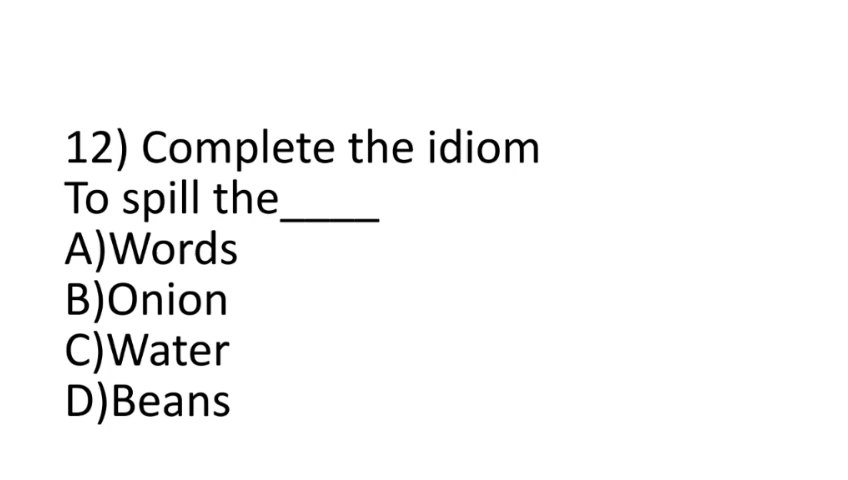 12) Complete the idiom
To spill the____
A)Words
B)Onion
C)Water
D)Beans